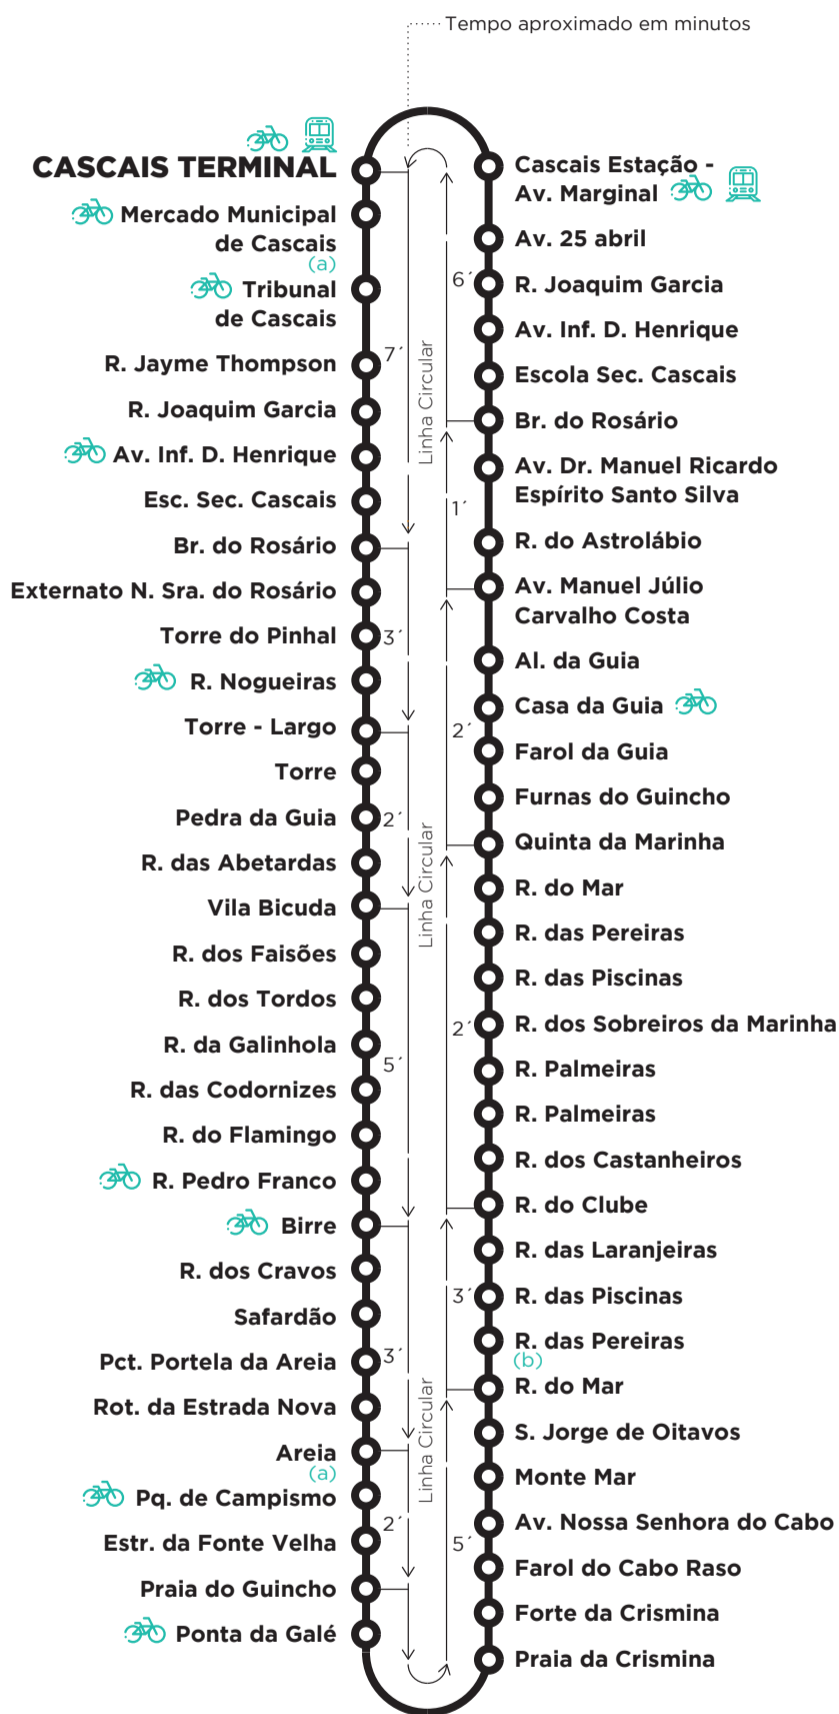 Tempo aproximado em minutos
CASCAIS TERMINAL
Mercado Municipal
de Cascais
(a)
Tribunal
de Cascais
7´
R. Jayme Thompson
R. Joaquim Garcia
Av. Inf. D. Henrique
Esc. Sec. Cascais
Br. do Rosário
Externato N. Sra. do Rosário
Torre do Pinhal
3´
R. Nogueiras
Torre - Largo
Torre
Pedra da Guia
2´
R. das Abetardas
Vila Bicuda
R. dos Faisões
R. dos Tordos
R. da Galinhola
5´
R. das Codornizes
R. do Flamingo
R. Pedro Franco
Birre
R. dos Cravos
Safardão
Pct. Portela da Areia
3´
Rot. da Estrada Nova
Areia
(a)
Pq. de Campismo
2´
Estr. da Fonte Velha
Praia do Guincho
Ponta da Galé
Linha Circular
Linha Circular
Linha Circular
Cascais Estação -
Av. Marginal
Av. 25 abril
6´
R. Joaquim Garcia
Av. Inf. D. Henrique
Escola Sec. Cascais
Br. do Rosário
Av. Dr. Manuel Ricardo
Espírito Santo Silva
1´
R. do Astrolábio
Av. Manuel Júlio
Carvalho Costa
Al. da Guia
Casa da Guia
2´
Farol da Guia
Furnas do Guincho
Quinta da Marinha
R. do Mar
R. das Pereiras
R. das Piscinas
2´
R. dos Sobreiros da Marinha
R. Palmeiras
R. Palmeiras
R. dos Castanheiros
R. do Clube
R. das Laranjeiras
3´
R. das Piscinas
R. das Pereiras
(b)
R. do Mar
S. Jorge de Oitavos
Monte Mar
Av. Nossa Senhora do Cabo
5´
Farol do Cabo Raso
Forte da Crismina
Praia da Crismina